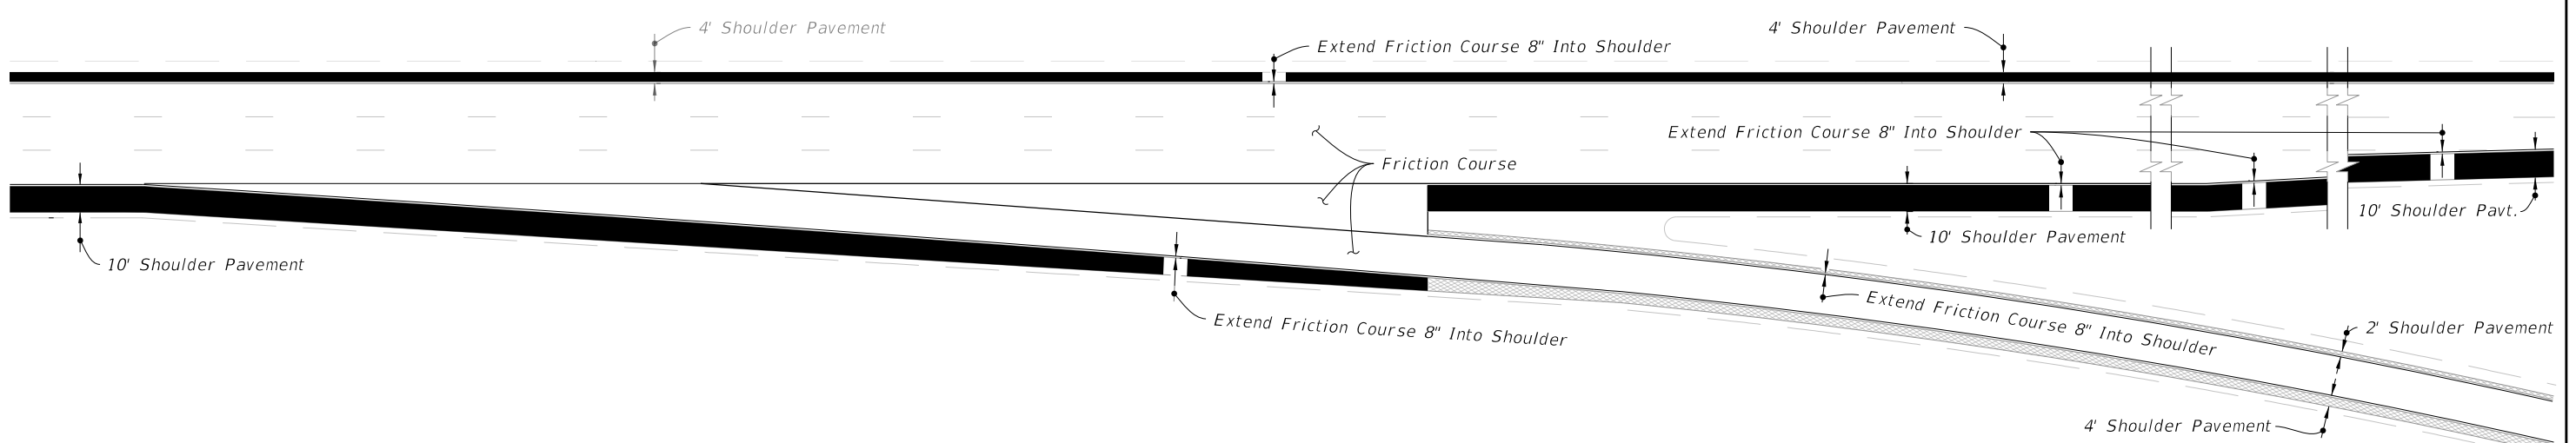 4' Shoulder Pavement
4' Shoulder Pavement
Extend Friction Course 8" Into Shoulder
Extend Friction Course 8" Into Shoulder
Friction Course
10' Shoulder Pavt.
10' Shoulder Pavement
10' Shoulder Pavement
Extend Friction Course 8" Into Shoulder
Extend Friction Course 8" Into Shoulder
2' Shoulder Pavement
4' Shoulder Pavement